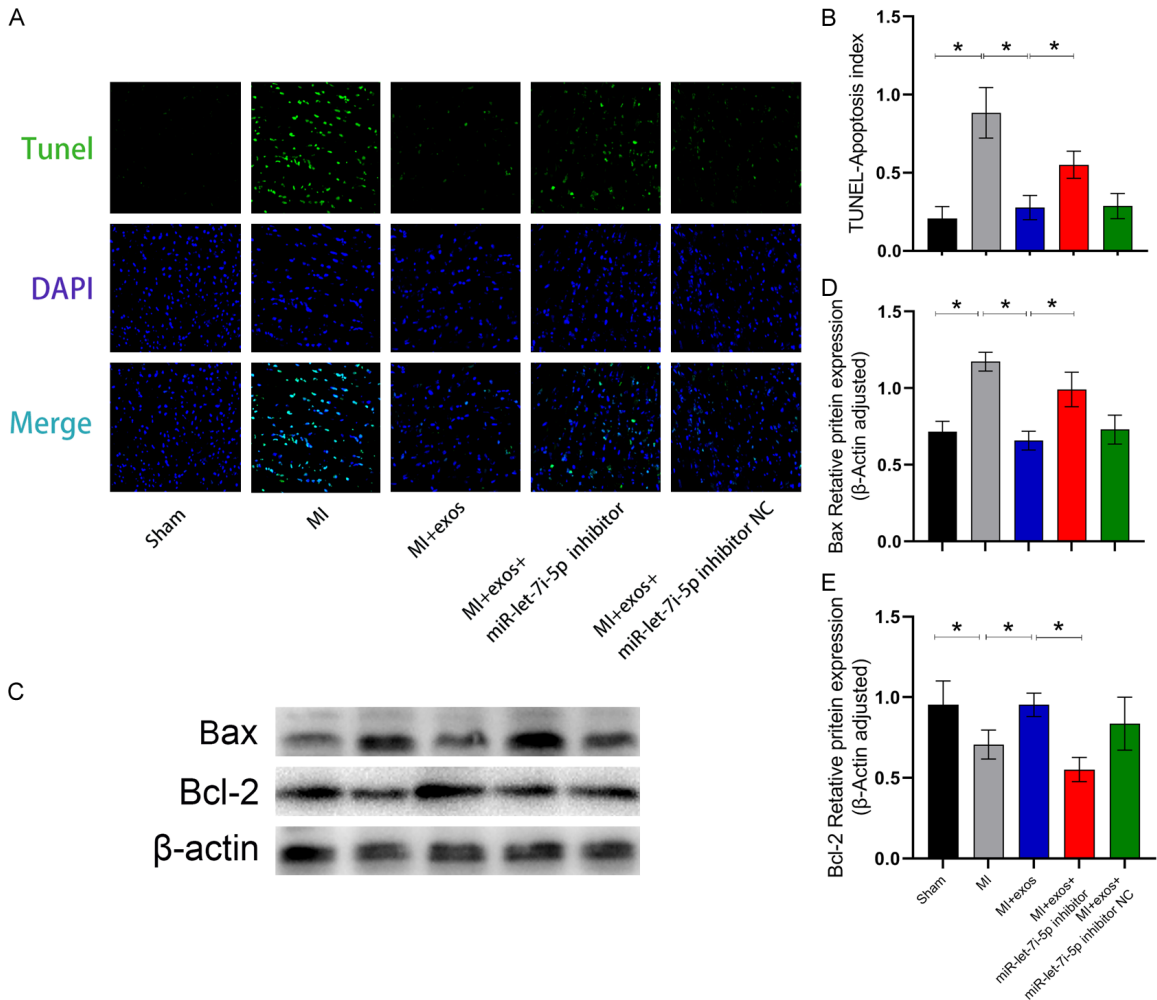 A
Tunel
DAPI
Merge
Sham
MI
MI+exos
MI+exos+
miR-let-7i-5p inhibitor
MI+exos+
miR-let-7i-5p inhibitor NC
B
TUNEL-Apoptosis index
1.5
1.0
0.5
0.0
* * *
C
Bax
Bcl-2
β-actin
D
Bax Retative pritein expression
(β-Actin adjusted)
1.5
1.0
0.5
0.0
* * *
E
Bcl-2 Retative pritein expression
(β-Actin adjusted)
1.5
1.0
0.5
0.0
* * *
Sham
MI
MI+exos
MI+exos+
miR-let-7i-5p inhibitor
MI+exos+
miR-let-7i-5p inhibitor NC